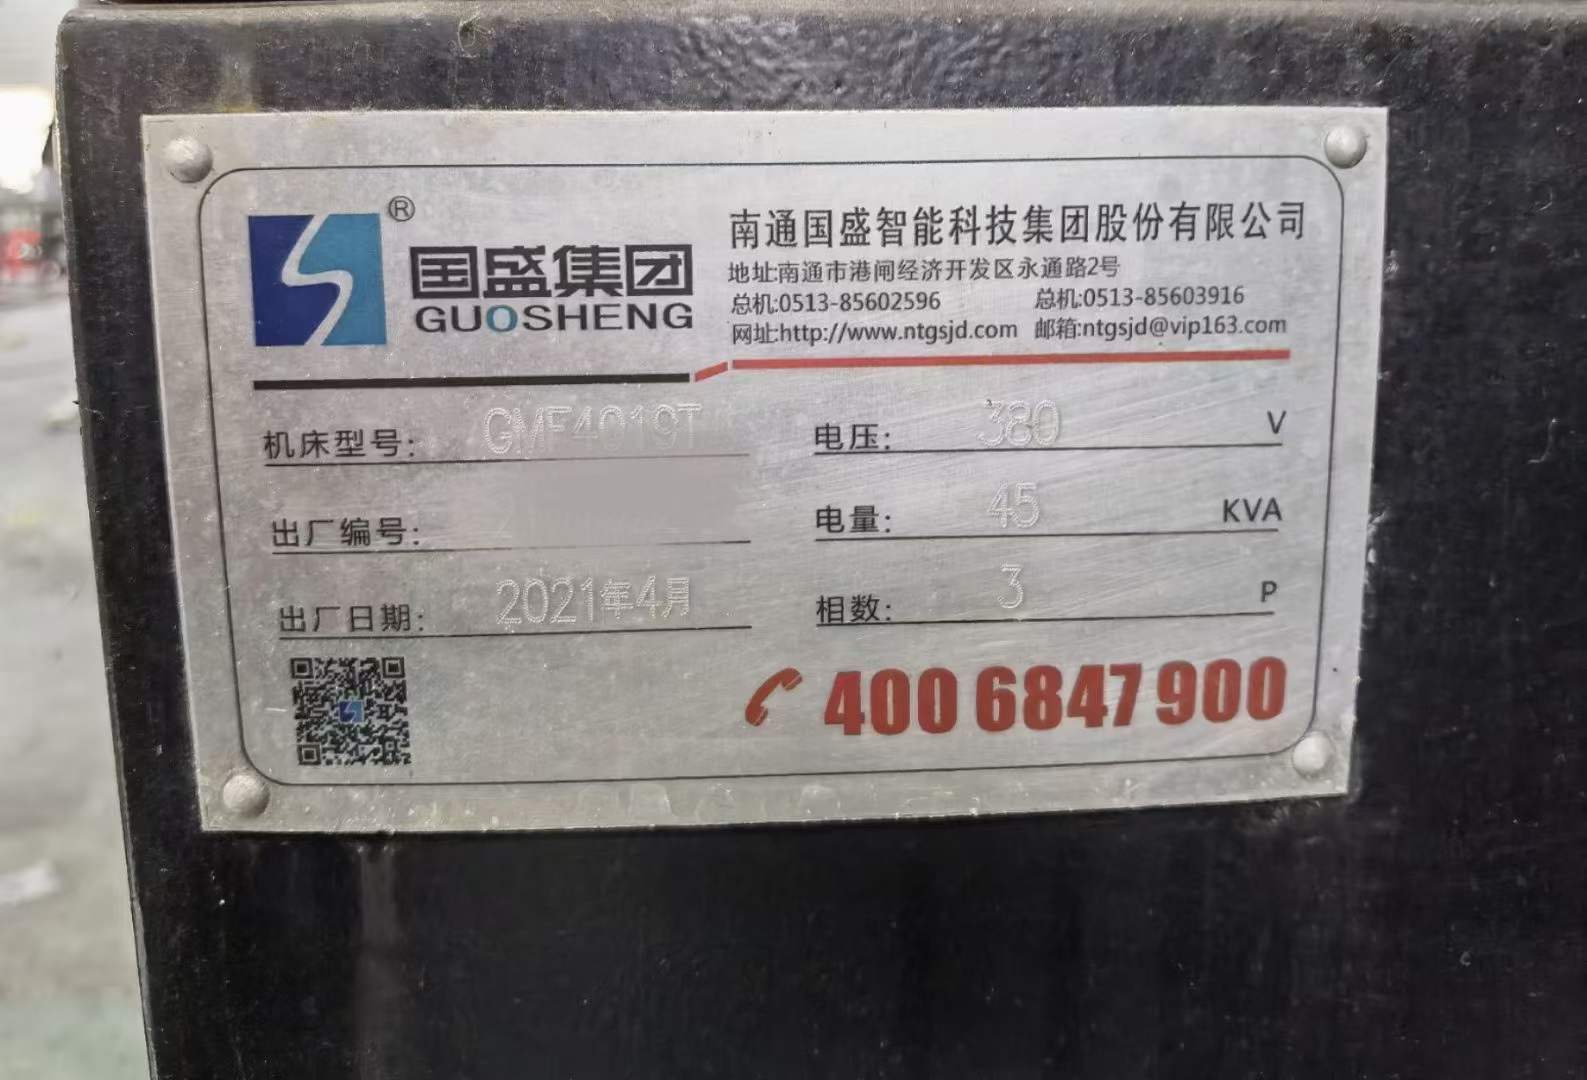 ®
国盛集团
GUOSHENG
南通国盛智能科技集团股份有限公司
地址:南通市港闸经济开发区永通路2号
总机:0513-85602596 总机:0513-85603916
网址:http://www.ntgsjd.com 邮箱:ntgsjd@vip163.com
机床型号: GMF4019T
电压: 380 V
出厂编号:
电量: 45 KVA
出厂日期: 2021年4月
相数: 3 P
400 6847 900